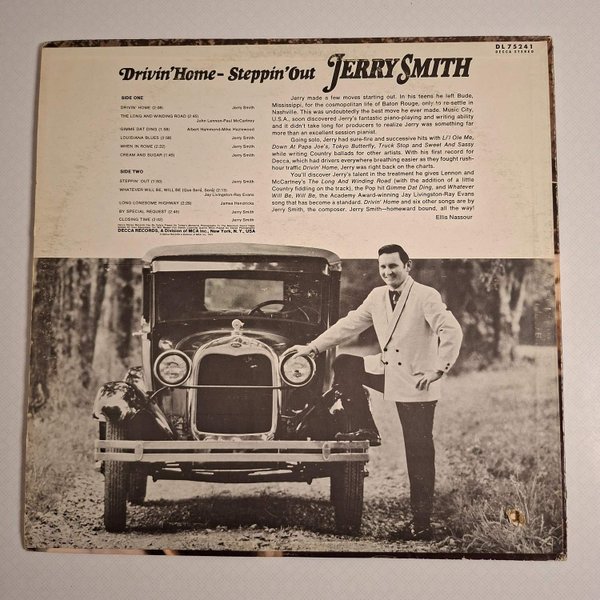 DL 75241
DECCA STEREO
Drivin' Home – Steppin' Out JERRY SMITH
SIDE ONE
DRIVIN' HOME Jerry Smith
THE LONG AND WINDING ROAD
John Lennon-Paul McCartney
GIMME DAT DING Albert Hammond-Mike Hazlewood
LOUISIANA BLUES Jerry Smith
WHEN IN ROME Jerry Smith
CREAM AND SUGAR Jerry Smith
SIDE TWO
STEPPIN' OUT Jerry Smith
WHATEVER WILL BE, WILL BE (Que Será, Será)
Jay Livingston-Ray Evans
LONG LONESOME HIGHWAY James Hendricks
BY SPECIAL REQUEST Jerry Smith
CLOSING TIME Jerry Smith
DECCA RECORDS, A Division of MCA Inc., New York, N. Y., USA
Jerry made a few moves starting out. In his teens he left Bude,
Mississippi, for the cosmopolitan life of Baton Rouge, only to re-settle in
Nashville. This was undoubtedly the best move he ever made. Music City,
U.S.A., soon discovered Jerry's fantastic piano-playing and writing ability
and it didn't take long for producers to realize Jerry was something far
more than an excellent session pianist.
Going solo, Jerry had sure-fire and successive hits with Li'l Ole Me,
Down At Papa Joe's, Tokyo Butterfly, Truck Stop and Sweet And Sassy
while writing Country ballads for other artists. With his first record for
Decca, which had drivers everywhere breathing easier as they fought rush-
hour traffic Drivin' Home, Jerry was right back on the charts.
You'll discover Jerry's talent in the treatment he gives Lennon and
McCartney's The Long And Winding Road (with the addition of a little
Country fiddling on the track), the Pop hit Gimme Dat Ding, and Whatever
Will Be, Will Be, the Academy Award-winning Jay Livingston-Ray Evans
song that has become a standard. Drivin' Home and six other songs are by
Jerry Smith, the composer. Jerry Smith—homeward bound, all the way!
Ellis Nassour